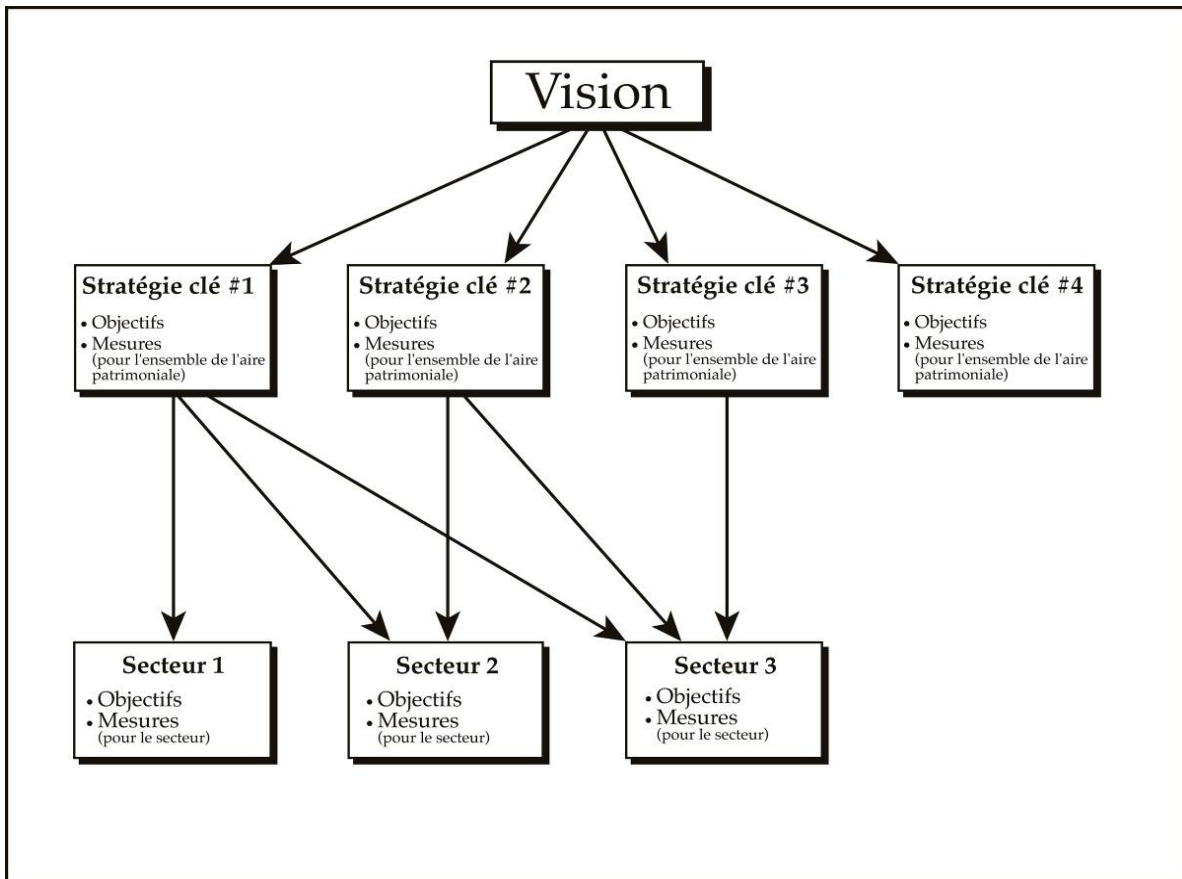 Vision
Stratégie clé #1
• Objectifs
• Mesures
(pour l'ensemble de l'aire
patrimoniale)
Stratégie clé #2
• Objectifs
• Mesures
(pour l'ensemble de l'aire
patrimoniale)
Stratégie clé #3
• Objectifs
• Mesures
(pour l'ensemble de l'aire
patrimoniale)
Stratégie clé #4
• Objectifs
• Mesures
(pour l'ensemble de l'aire
patrimoniale)
Secteur 1
• Objectifs
• Mesures
(pour le secteur)
Secteur 2
• Objectifs
• Mesures
(pour le secteur)
Secteur 3
• Objectifs
• Mesures
(pour le secteur)